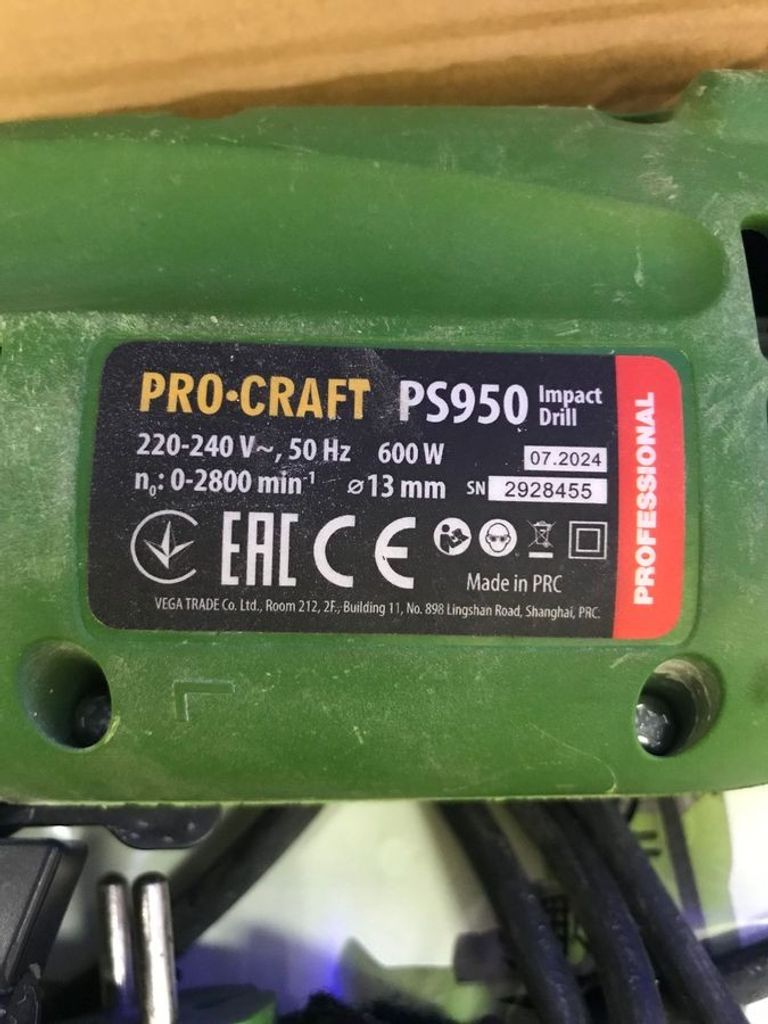 PRO•CRAFT PS950 Impact Drill
220-240 V~, 50 Hz 600 W 07.2024
n₀: 0-2800 min⁻¹ ⌀13 mm SN 2928455
EAC CE
Made in PRC
VEGA TRADE Co. Ltd., Room 212, 2F., Building 11, No. 898 Lingshan Road, Shanghai, PRC.
PROFESSIONAL
L